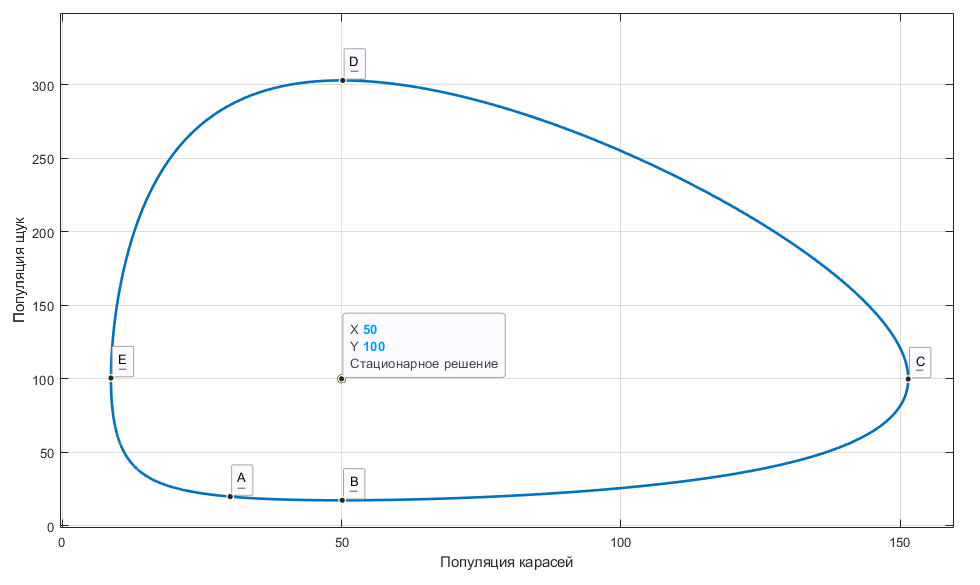 D
300
250
200
150
100
50
0
Популяция щук
X 50
Y 100
Стационарное решение
E
C
A
B
0
50
100
150
Популяция карасей